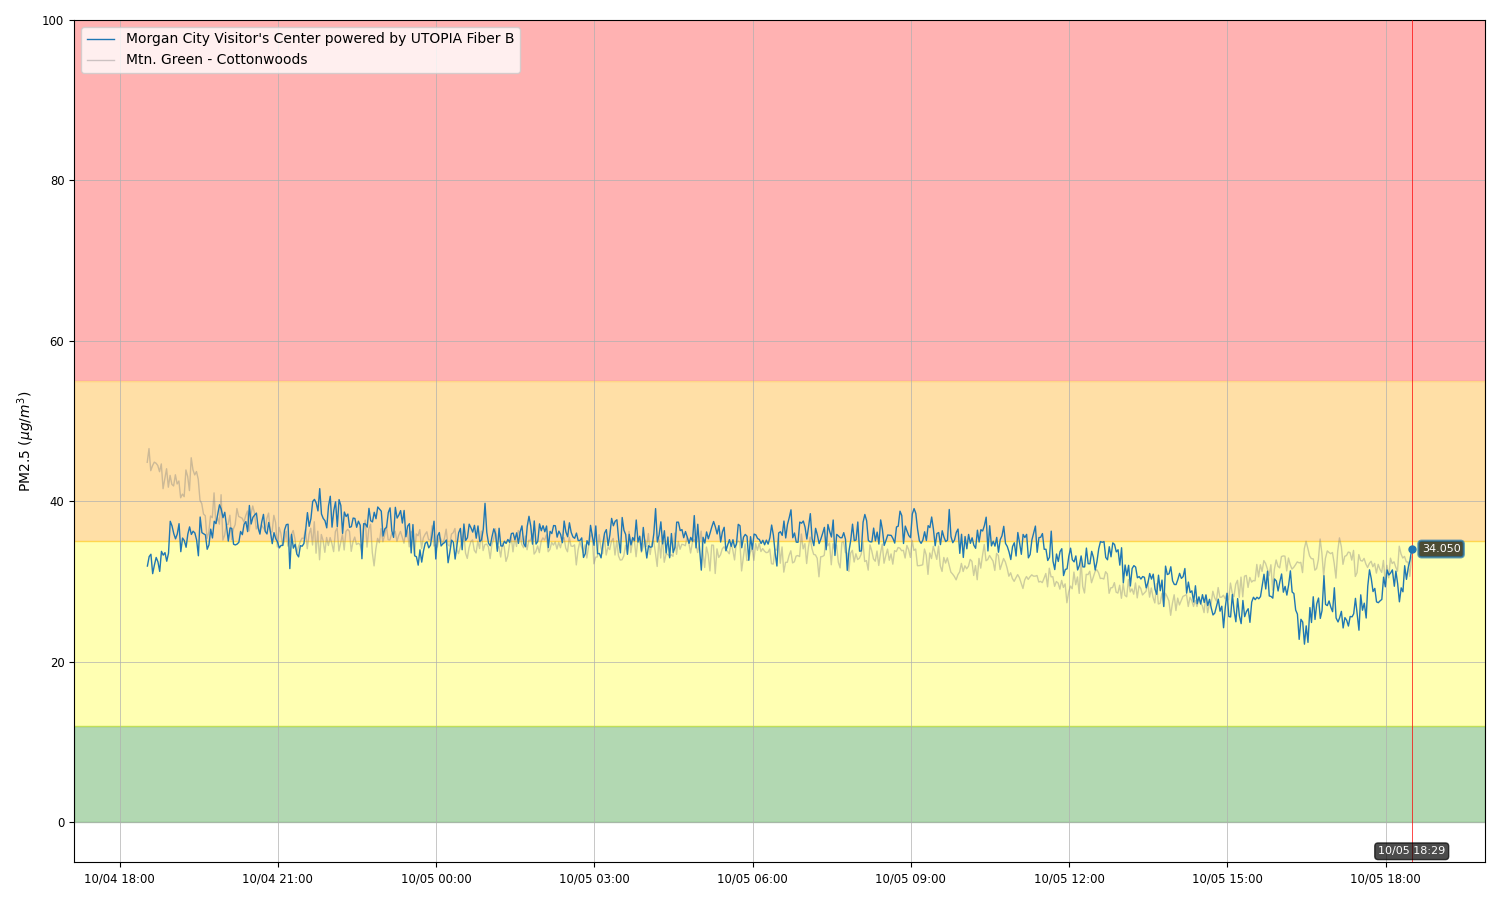 100
Morgan City Visitor's Center powered by UTOPIA Fiber B
Mtn. Green - Cottonwoods
80
60
PM2.5 (μg/m³)
40
34.050
20
0
10/05 18:29
10/04 18:00 10/04 21:00 10/05 00:00 10/05 03:00 10/05 06:00 10/05 09:00 10/05 12:00 10/05 15:00 10/05 18:00